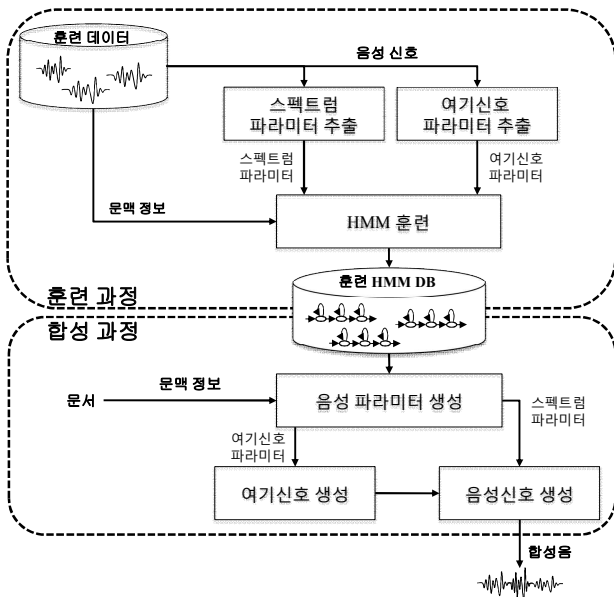 훈련 데이터
음성 신호
스펙트럼
파라미터 추출
여기신호
파라미터 추출
스펙트럼
파라미터
여기신호
파라미터
문맥 정보
HMM 훈련
훈련 HMM DB
훈련 과정
합성 과정
문서
문맥 정보
음성 파라미터 생성
스펙트럼
파라미터
여기신호
파라미터
여기신호 생성
음성신호 생성
합성음